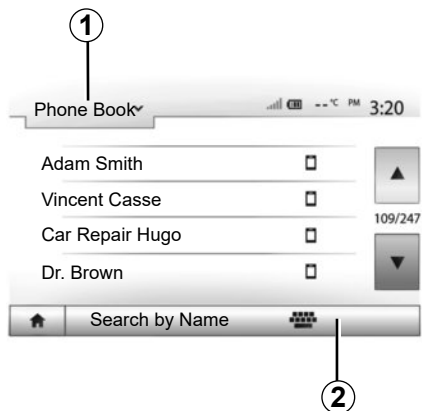 1
Phone Book
--°C PM 3:20
Adam Smith
Vincent Casse
109/247
Car Repair Hugo
Dr. Brown
Search by Name
2